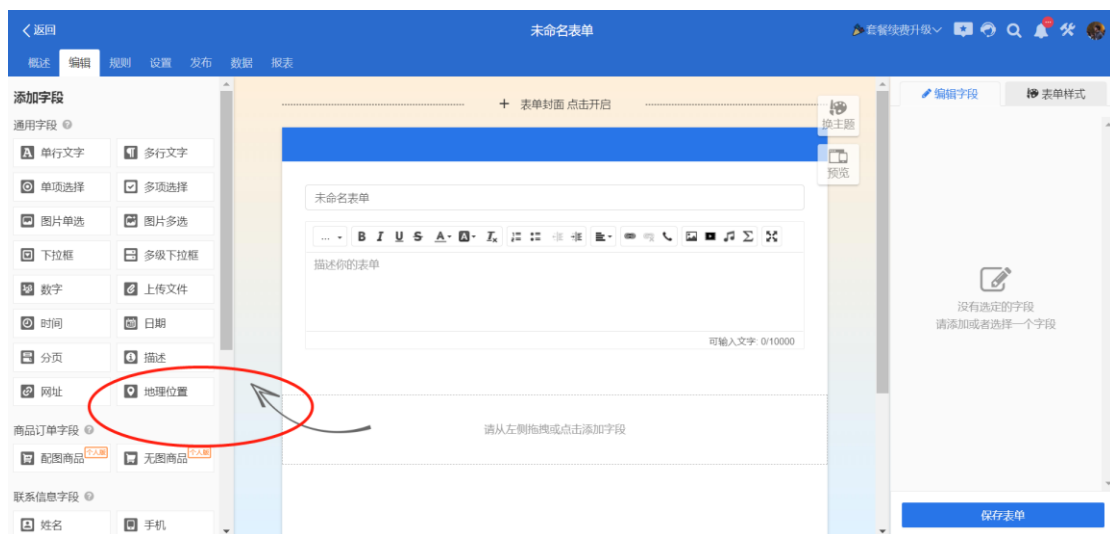 返回
未命名表单
套餐续费升级
概述 编辑 规则 设置 发布 数据 报表
添加字段
通用字段
单行文字 多行文字
单项选择 多项选择
图片单选 图片多选
下拉框 多级下拉框
数字 上传文件
时间 日期
分页 描述
网址 地理位置
商品订单字段
配图商品 个人版 无图商品 个人版
联系信息字段
姓名 手机
+ 表单封面 点击开启
换主题
预览
未命名表单
... B I U S A A Tx
描述你的表单
可输入文字: 0/10000
请从左侧拖拽或点击添加字段
编辑字段 表单样式
没有选定的字段
请添加或者选择一个字段
保存表单